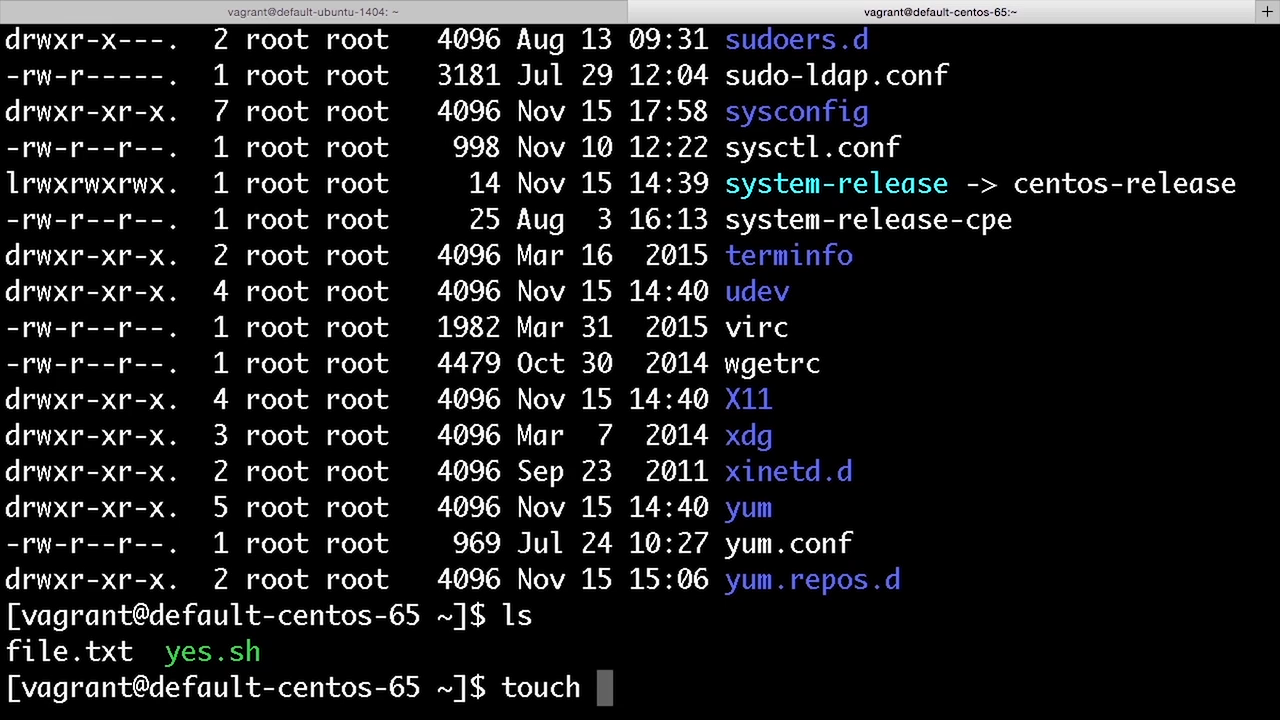 vagrant@default-ubuntu-1404: ~
vagrant@default-centos-65:~
+
drwxr-x---.  2 root root   4096 Aug 13 09:31 sudoers.d
-rw-r-----.  1 root root   3181 Jul 29 12:04 sudo-ldap.conf
drwxr-xr-x.  7 root root   4096 Nov 15 17:58 sysconfig
-rw-r--r--.  1 root root    998 Nov 10 12:22 sysctl.conf
lrwxrwxrwx.  1 root root     14 Nov 15 14:39 system-release -> centos-release
-rw-r--r--.  1 root root     25 Aug  3 16:13 system-release-cpe
drwxr-xr-x.  2 root root   4096 Mar 16  2015 terminfo
drwxr-xr-x.  4 root root   4096 Nov 15 14:40 udev
-rw-r--r--.  1 root root   1982 Mar 31  2015 virc
-rw-r--r--.  1 root root   4479 Oct 30  2014 wgetrc
drwxr-xr-x.  4 root root   4096 Nov 15 14:40 X11
drwxr-xr-x.  3 root root   4096 Mar  7  2014 xdg
drwxr-xr-x.  2 root root   4096 Sep 23  2011 xinetd.d
drwxr-xr-x.  5 root root   4096 Nov 15 14:40 yum
-rw-r--r--.  1 root root    969 Jul 24 10:27 yum.conf
drwxr-xr-x.  2 root root   4096 Nov 15 15:06 yum.repos.d
[vagrant@default-centos-65 ~]$ ls
file.txt  yes.sh
[vagrant@default-centos-65 ~]$ touch